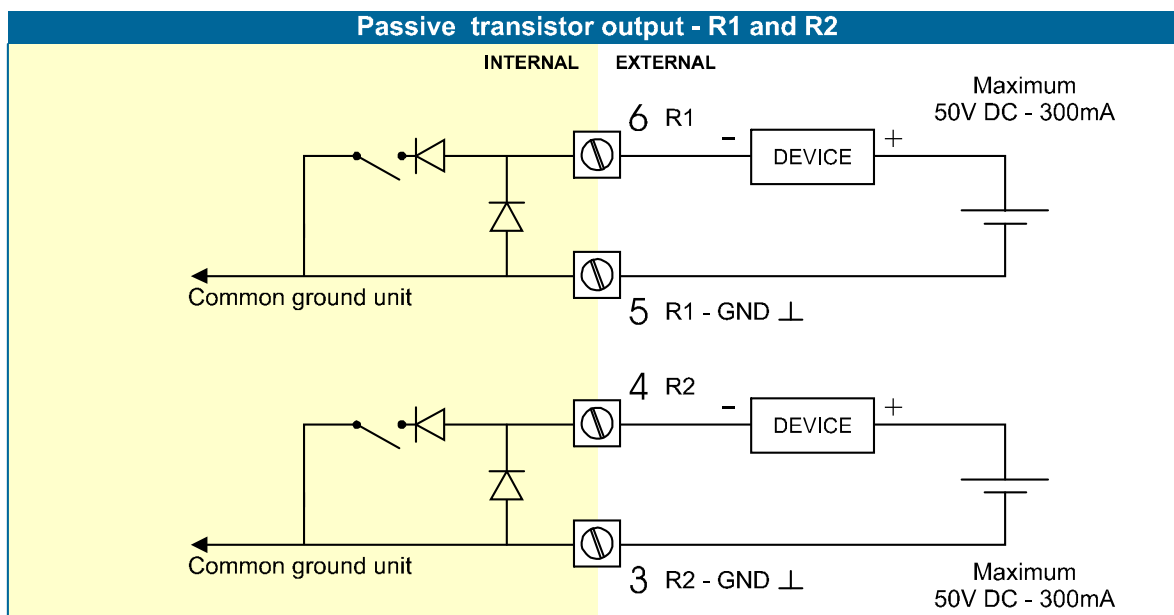 Passive transistor output - R1 and R2
INTERNAL EXTERNAL
Maximum
50V DC - 300mA
6 R1
- DEVICE +
Common ground unit
5 R1 - GND ⊥
4 R2
- DEVICE +
Common ground unit
3 R2 - GND ⊥
Maximum
50V DC - 300mA